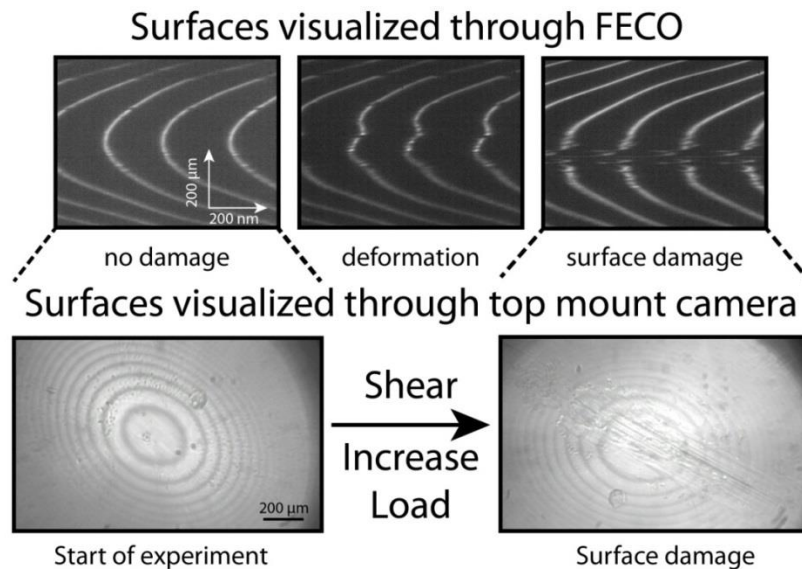 Surfaces visualized through FECO
200 μm
200 nm
no damage
deformation
surface damage
Surfaces visualized through top mount camera
Shear
Increase
Load
200 μm
Start of experiment
Surface damage